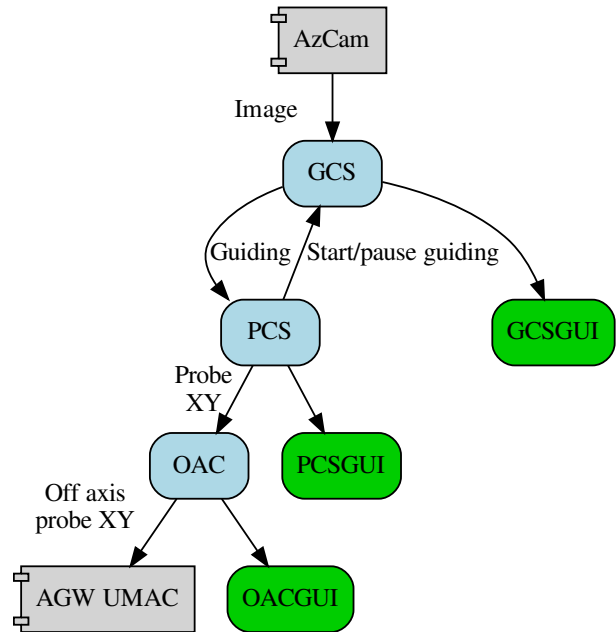 AzCam
Image
GCS
Guiding
Start/pause guiding
PCS
GCSGUI
Probe
XY
OAC
PCSGUI
Off axis
probe XY
AGW UMAC
OACGUI